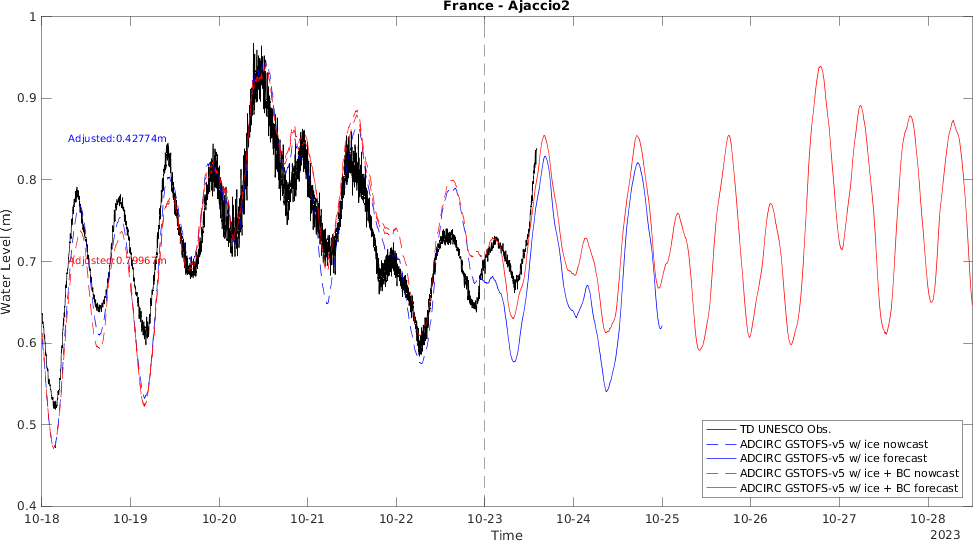 France - Ajaccio2
1
0.9
0.8
0.7
0.6
0.5
0.4
Water Level (m)
Adjusted:0.42774m
Adjusted:0.79967m
TD UNESCO Obs.
ADCIRC GSTOFS-v5 w/ ice nowcast
ADCIRC GSTOFS-v5 w/ ice forecast
ADCIRC GSTOFS-v5 w/ ice + BC nowcast
ADCIRC GSTOFS-v5 w/ ice + BC forecast
10-18 10-19 10-20 10-21 10-22 10-23 10-24 10-25 10-26 10-27 10-28
Time
2023